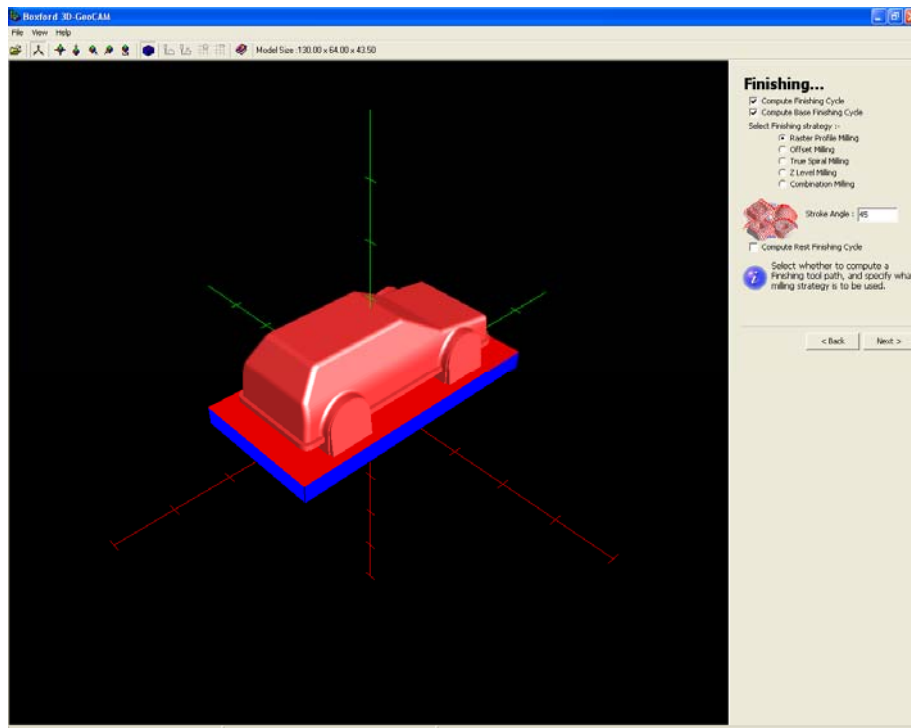 Boxford 3D-GeoCAM
File View Help
Model Size :130.00 x 64.00 x 43.50
Finishing...
Compute Finishing Cycle
Compute Base Finishing Cycle
Select Finishing strategy :-
Raster Profile Milling
Offset Milling
True Spiral Milling
Z Level Milling
Combination Milling
Stroke Angle : 45
Compute Rest Finishing Cycle
Select whether to compute a
Finishing tool path, and specify wha
milling strategy is to be used.
< Back Next >